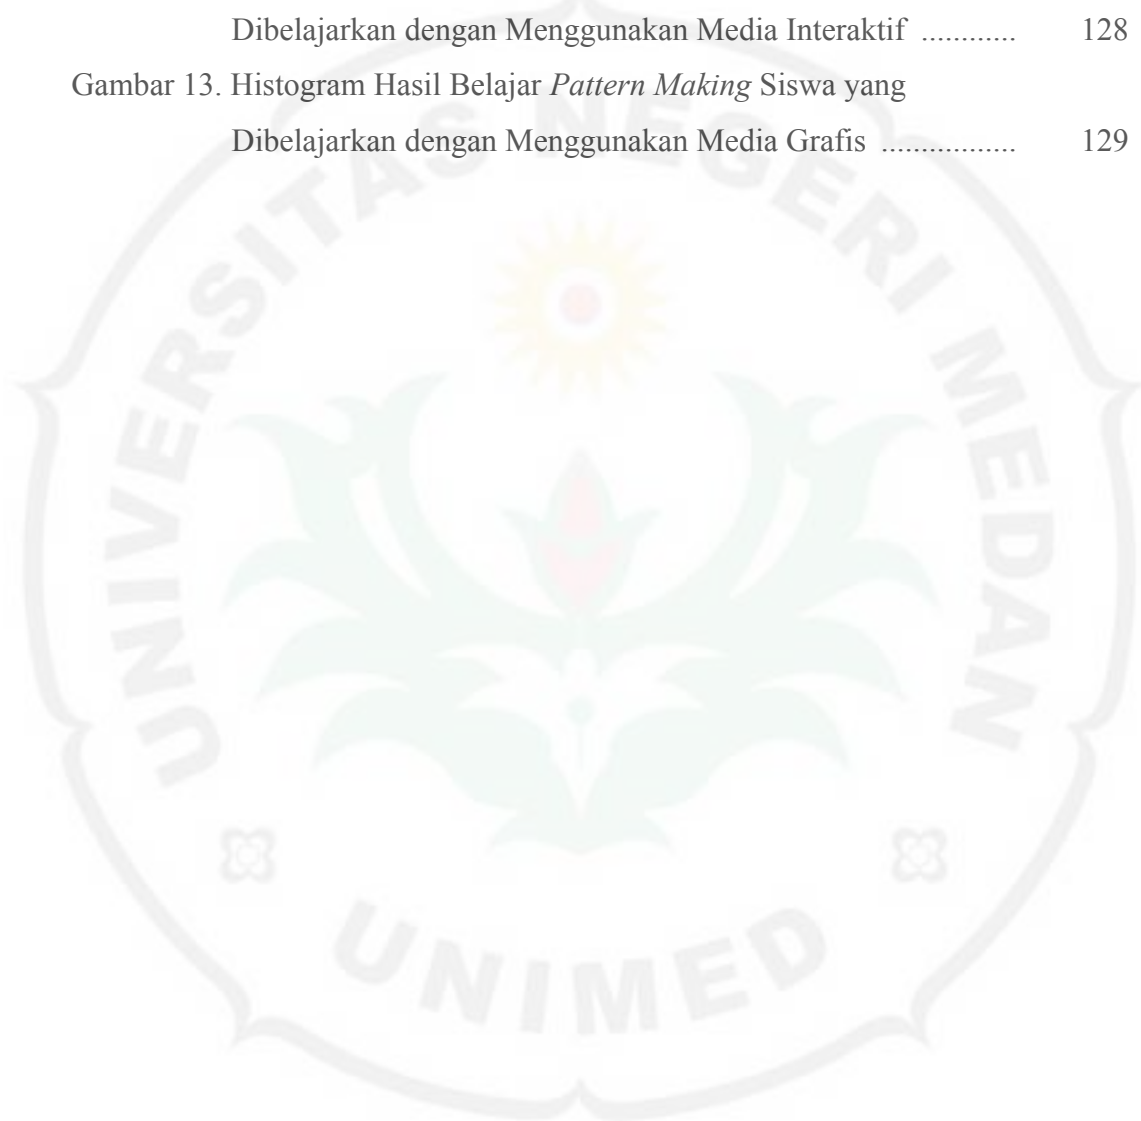 Dibelajarkan dengan Menggunakan Media Interaktif ............ 128
Gambar 13. Histogram Hasil Belajar Pattern Making Siswa yang
Dibelajarkan dengan Menggunakan Media Grafis ................. 129
UNIVERSITAS NEGERI MEDAN
UNIMED